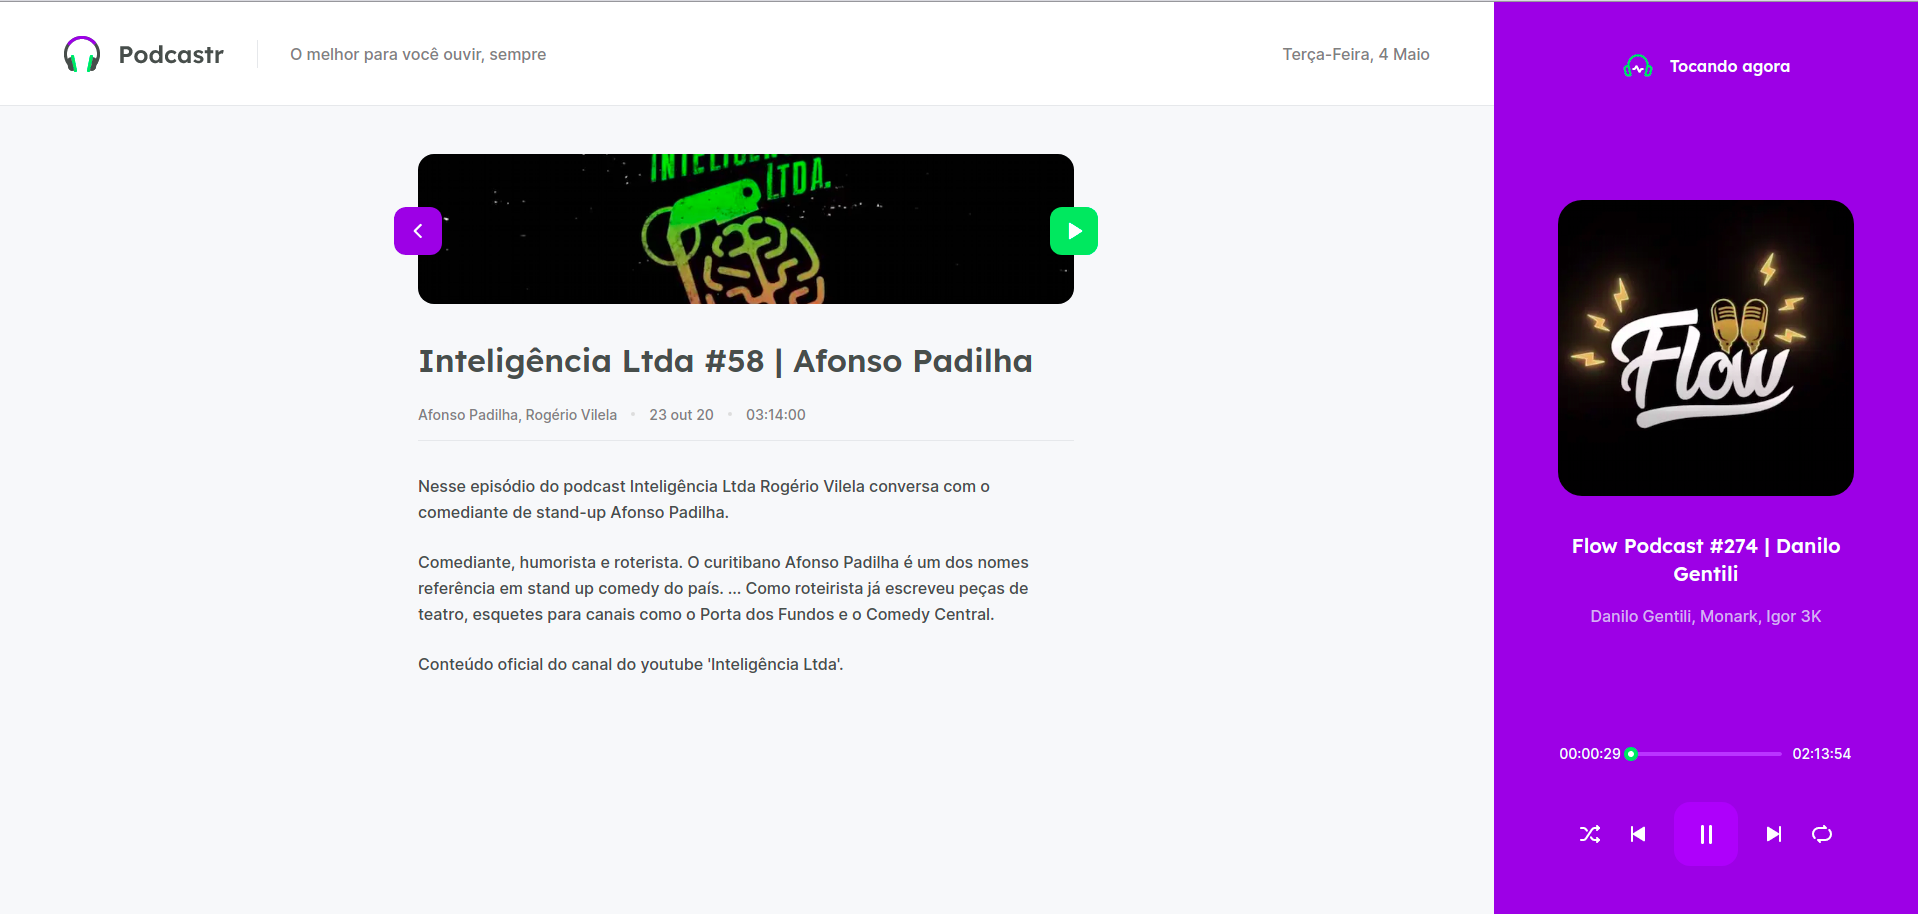 Podcastr
O melhor para você ouvir, sempre
Terça-Feira, 4 Maio
LTDA.
Inteligência Ltda #58 | Afonso Padilha
Afonso Padilha, Rogério Vilela • 23 out 20 • 03:14:00
Nesse episódio do podcast Inteligência Ltda Rogério Vilela conversa com o
comediante de stand-up Afonso Padilha.
Comediante, humorista e roterista. O curitibano Afonso Padilha é um dos nomes
referência em stand up comedy do país. ... Como roteirista já escreveu peças de
teatro, esquetes para canais como o Porta dos Fundos e o Comedy Central.
Conteúdo oficial do canal do youtube 'Inteligência Ltda'.
Tocando agora
Flow
Flow Podcast #274 | Danilo
Gentili
Danilo Gentili, Monark, Igor 3K
00:00:29
02:13:54